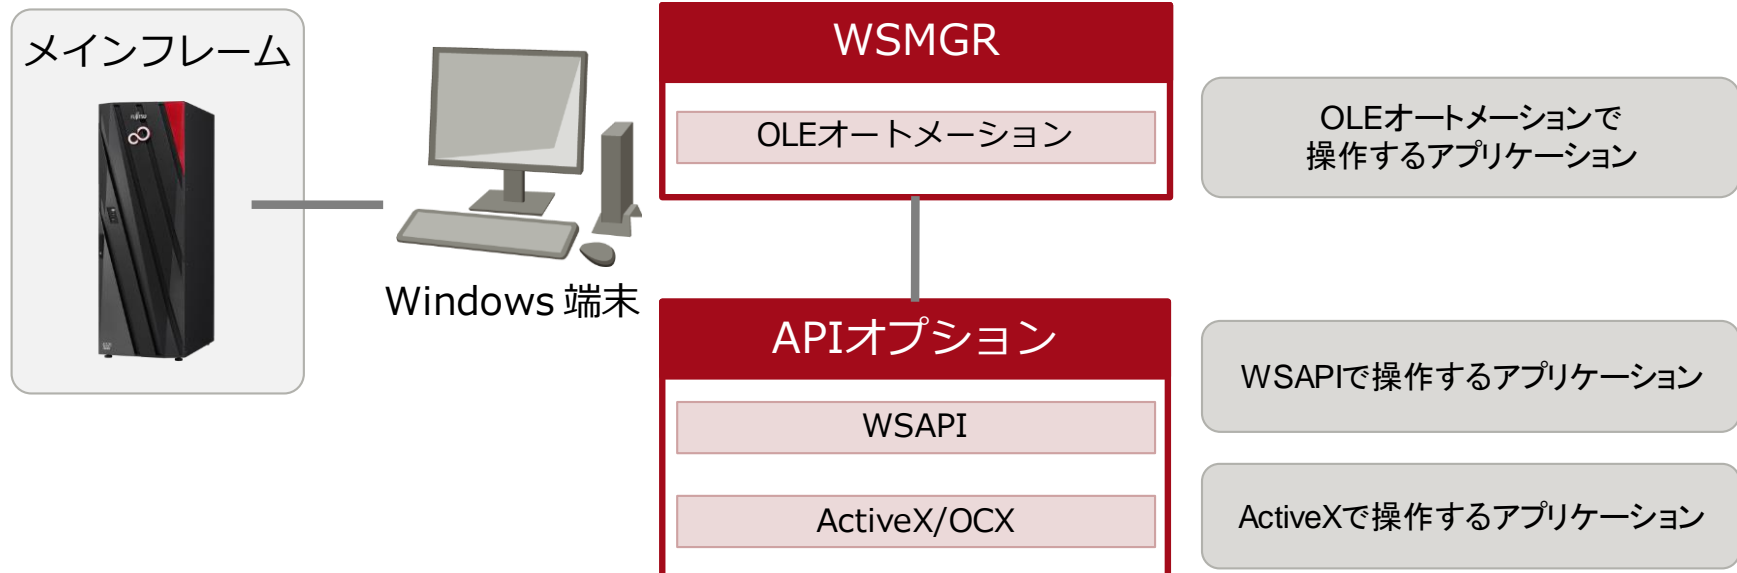 メインフレーム
FUJITSU
Windows 端末
WSMGR
OLEオートメーション
OLEオートメーションで
操作するアプリケーション
APIオプション
WSAPI
ActiveX/OCX
WSAPIで操作するアプリケーション
ActiveXで操作するアプリケーション